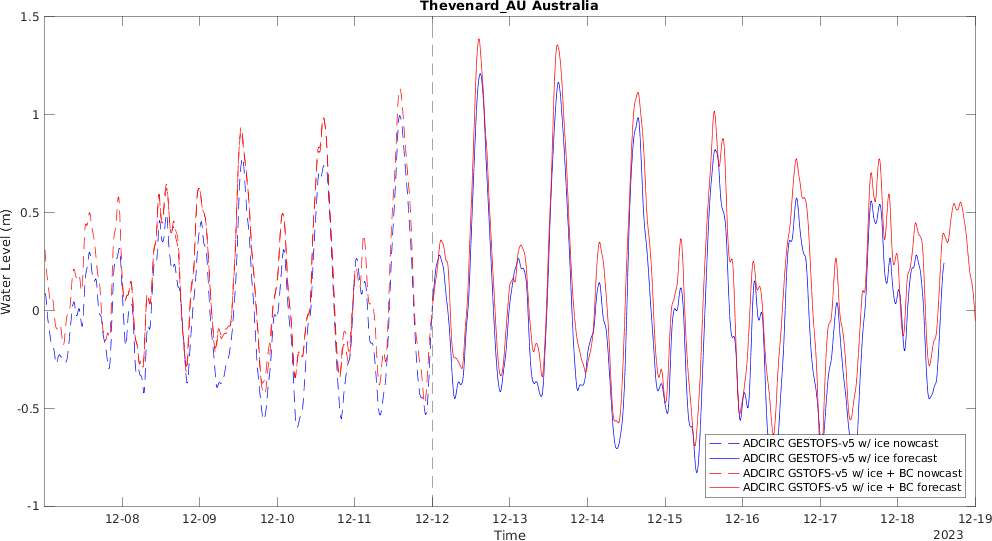 Thevenard_AU Australia
1.5
1
0.5
0
-0.5
-1
Water Level (m)
12-08
12-09
12-10
12-11
12-12
12-13
12-14
12-15
12-16
12-17
12-18
12-19
Time
2023
ADCIRC GESTOFS-v5 w/ ice nowcast
ADCIRC GESTOFS-v5 w/ ice forecast
ADCIRC GSTOFS-v5 w/ ice + BC nowcast
ADCIRC GSTOFS-v5 w/ ice + BC forecast